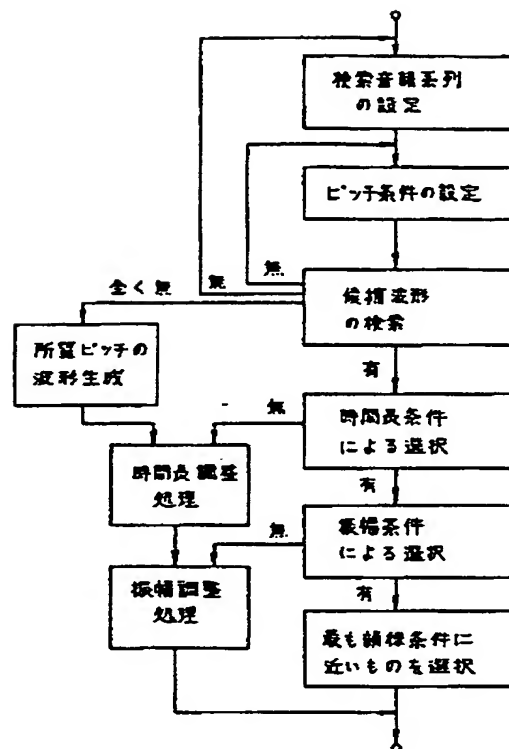 検索音韻系列
の設定
ピッチ条件の設定
無
無
全く無
候補波形
の検索
所望ピッチの
波形生成
有
無
時間長条件
による選択
時間長調整
処理
有
無
振幅条件
による選択
振幅調整
処理
有
最も
条件に
近いものを選択